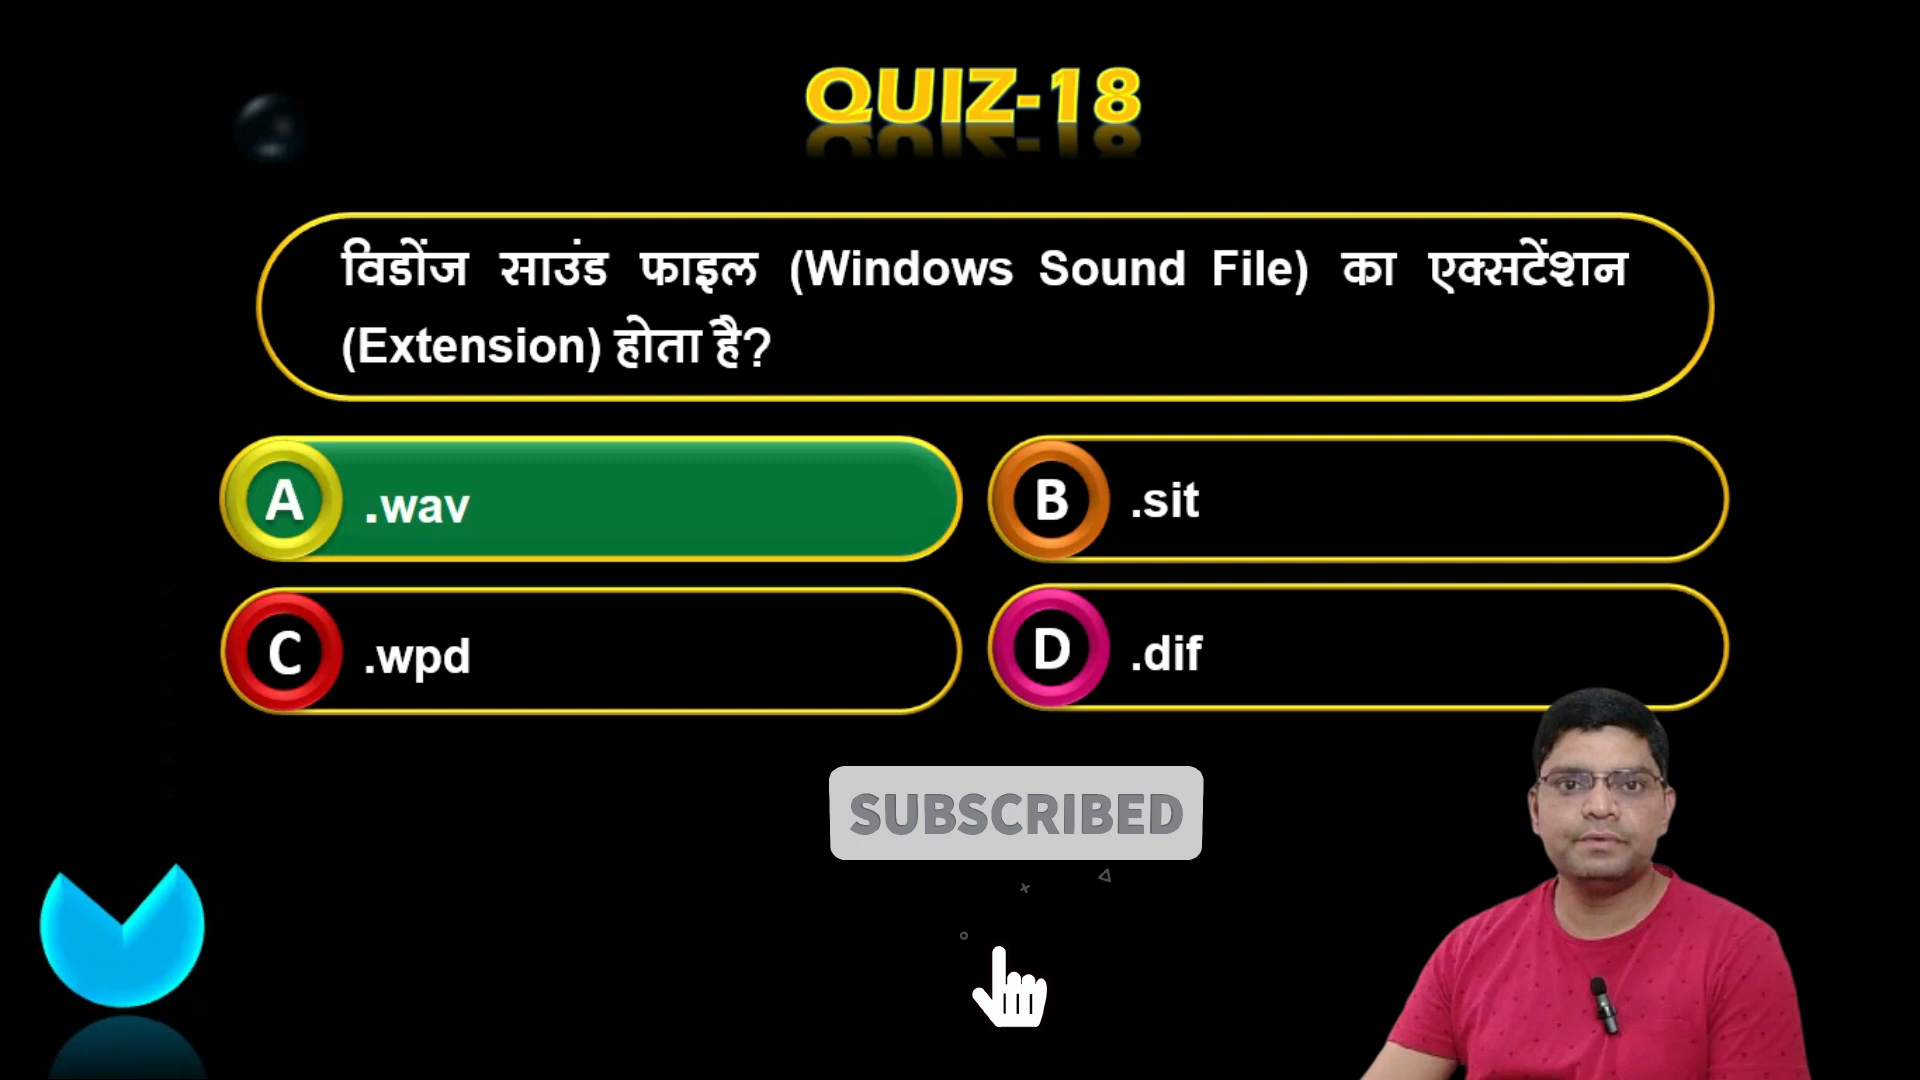 QUIZ-18
विडोंज साउंड फाइल (Windows Sound File) का एक्सटेंशन
(Extension) होता है?
A .wav
B .sit
C .wpd
D .dif
SUBSCRIBED